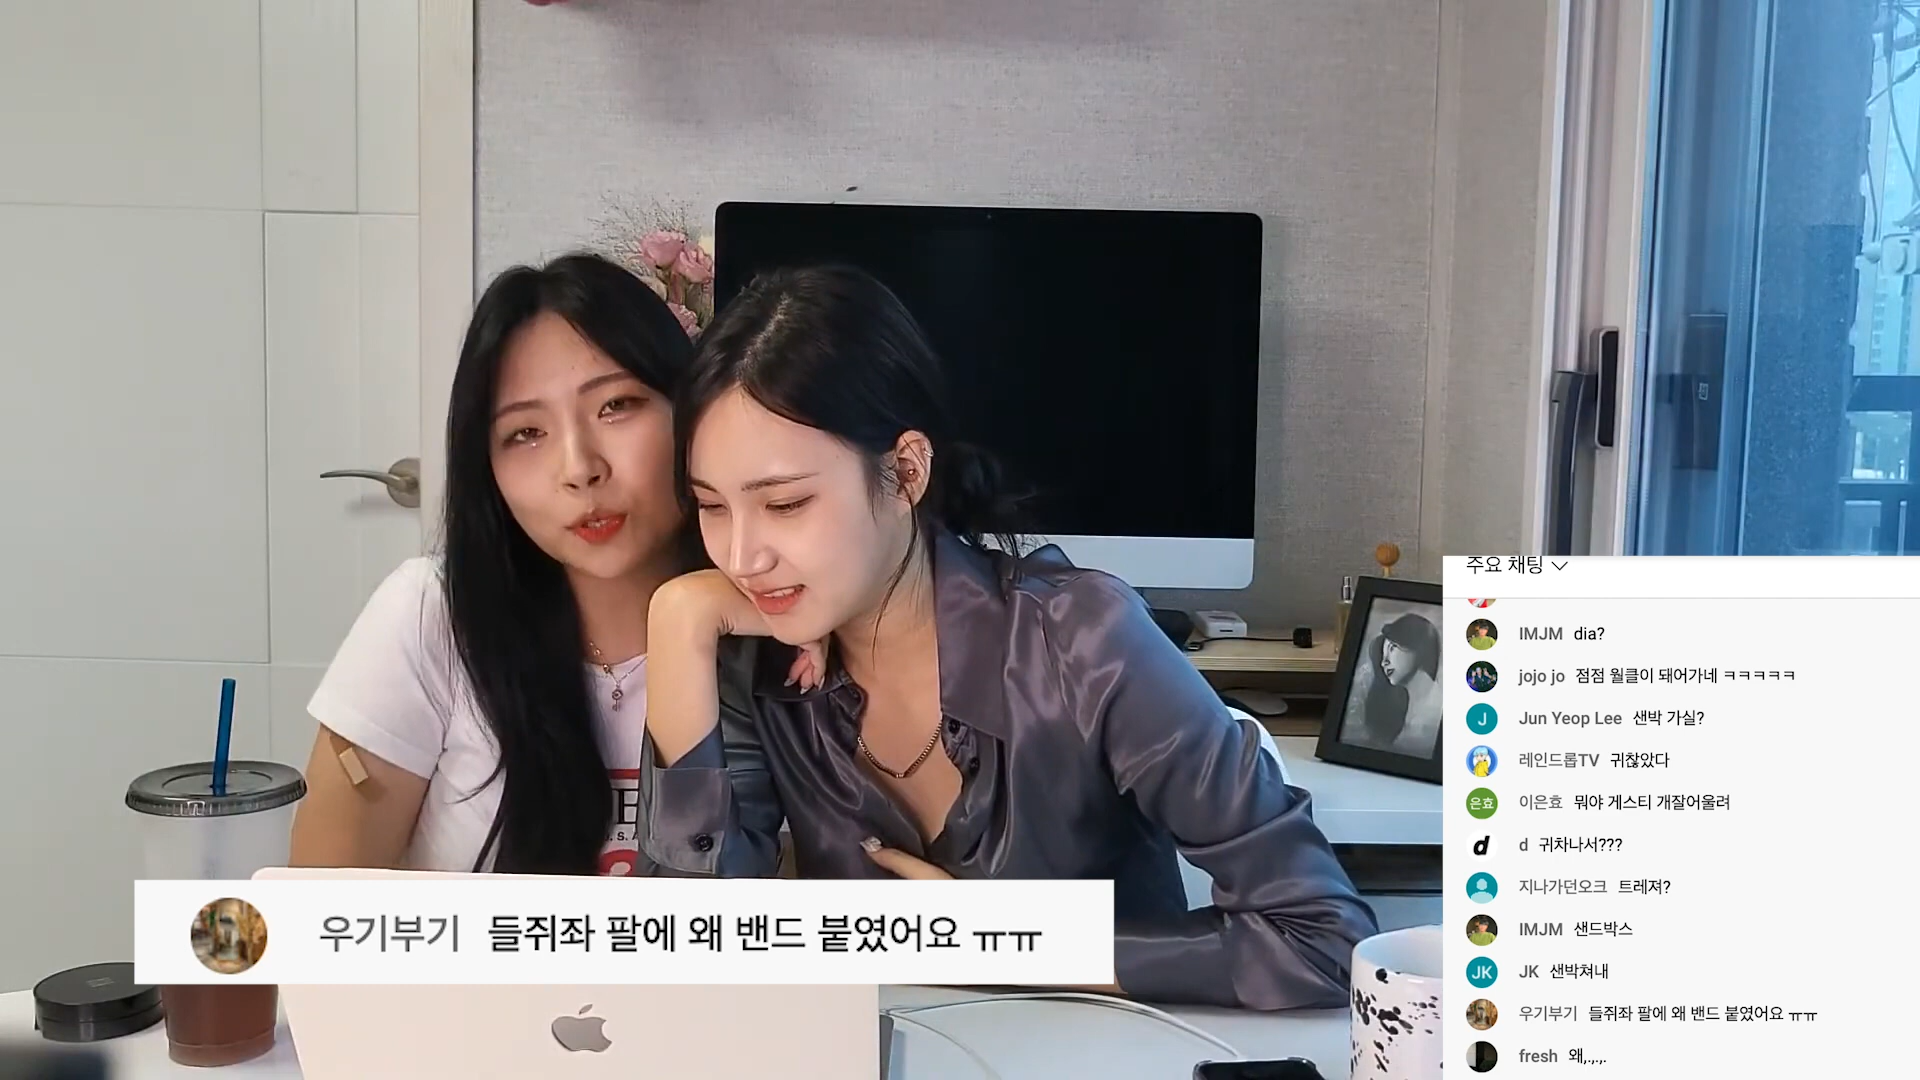 주요 채팅
IMJM dia?
jojo jo 점점 월클이 돼어가네 ㅋㅋㅋㅋㅋ
J Jun Yeop Lee 샌박 가실?
레인드롭TV 귀찮았다
은효 이은효 뭐야 게스티 개잘어울려
d d 귀차나서???
지나가던오크 트레져?
IMJM 샌드박스
JK JK 샌박쳐내
우기부기 들쥐좌 팔에 왜 밴드 붙였어요 ㅠㅠ
fresh 왜,.,.,.
우기부기 들쥐좌 팔에 왜 밴드 붙였어요 ㅠㅠ